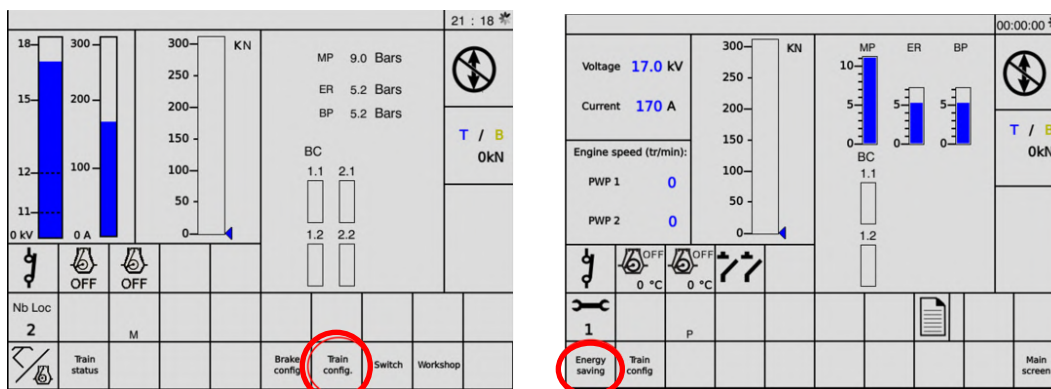 21 : 18
18
15
12
11
0 kV
300
200
100
0 A
300
250
200
150
100
50
0
KN
MP 9.0 Bars
ER 5.2 Bars
BP 5.2 Bars
BC
1.1 2.1
1.2 2.2
T / B
0kN
OFF OFF
Nb Loc
2
M
Train status
Brake config
Train config.
Switch
Workshop
00:00:00
Voltage 17.0 kV
Current 170 A
Engine speed (tr/min):
PWP 1 0
PWP 2 0
300
250
200
150
100
50
0
KN
MP ER BP
10
5
0
5
0
5
0
BC
1.1
1.2
T / B
0kN
OFF OFF
0 °C 0 °C
1
P
Energy saving
Train config
Main screen